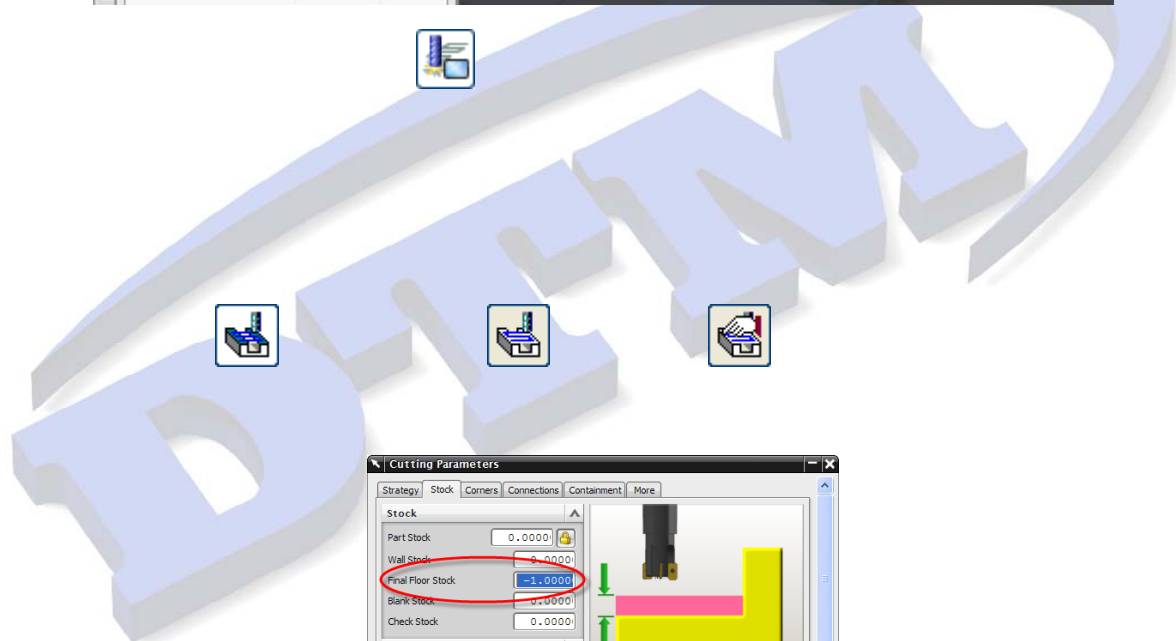 DTM
Cutting Parameters
Strategy Stock Corners Connections Containment More
Stock
Part Stock 0.0000
Wall Stock 0.0000
Final Floor Stock -1.0000
Blank Stock 0.0000
Check Stock 0.0000